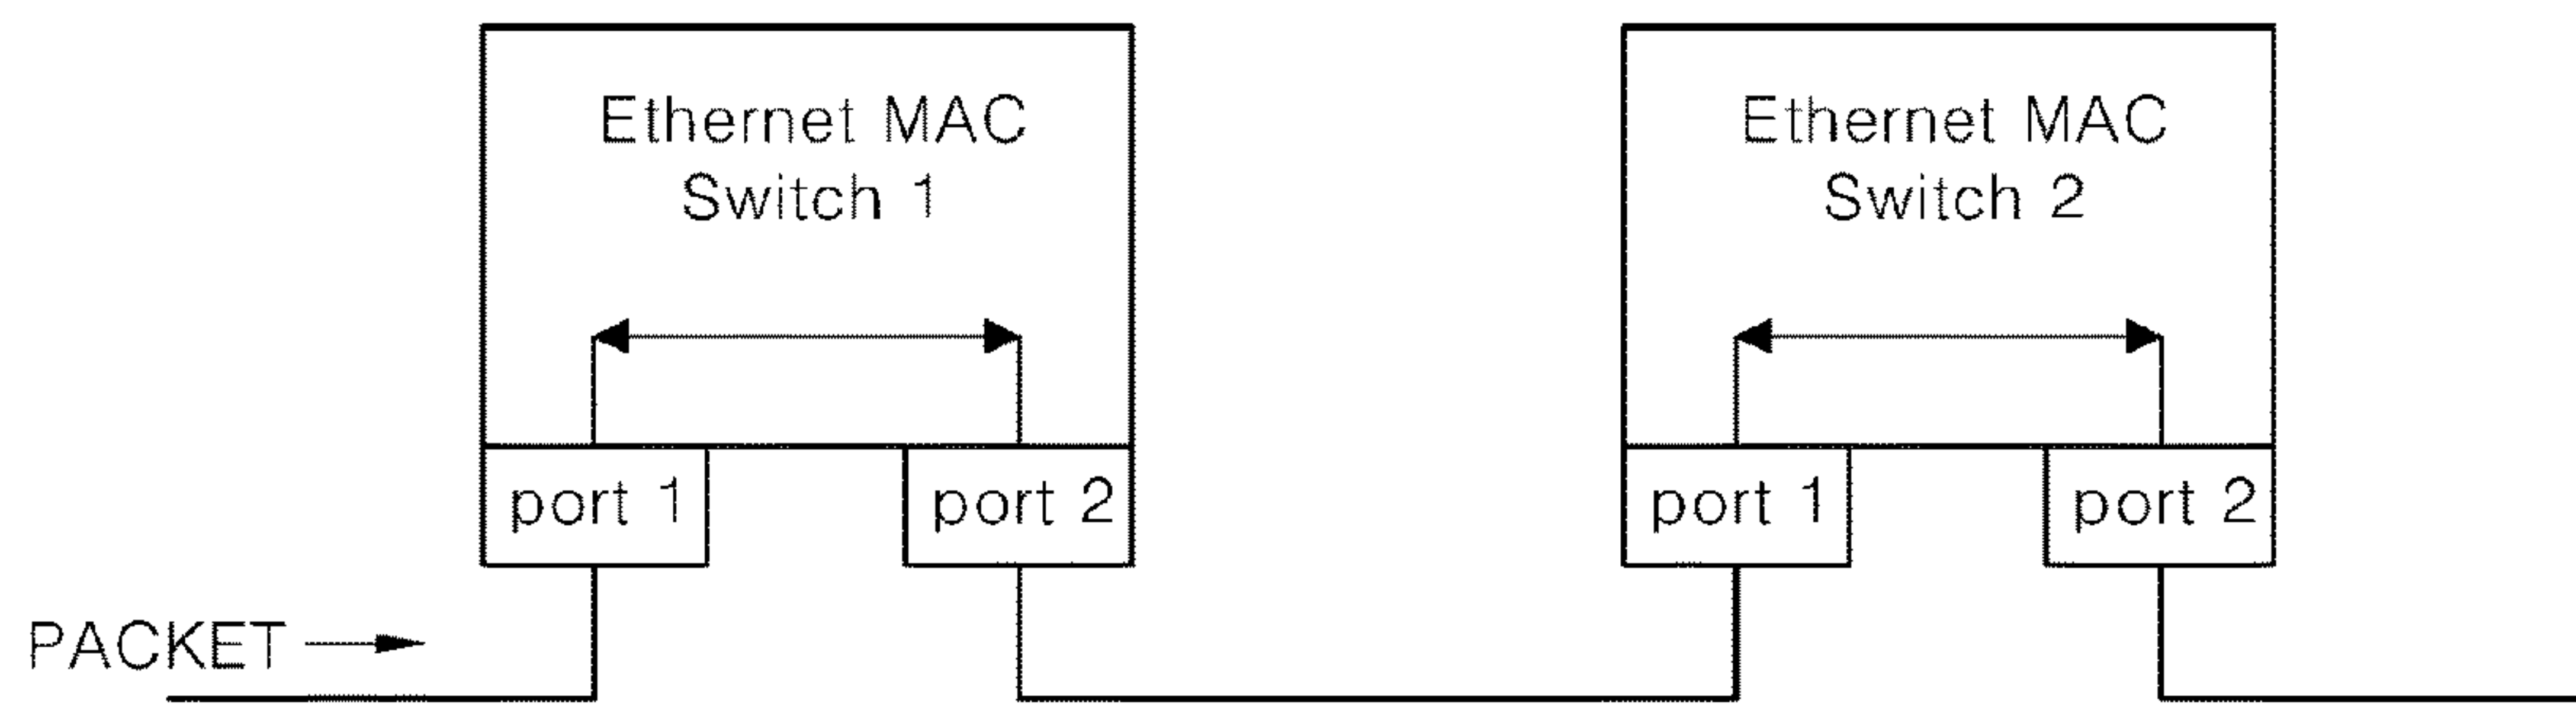 Ethernet MAC
Switch 1
Ethernet MAC
Switch 2
port 1
port 2
port 1
port 2
PACKET